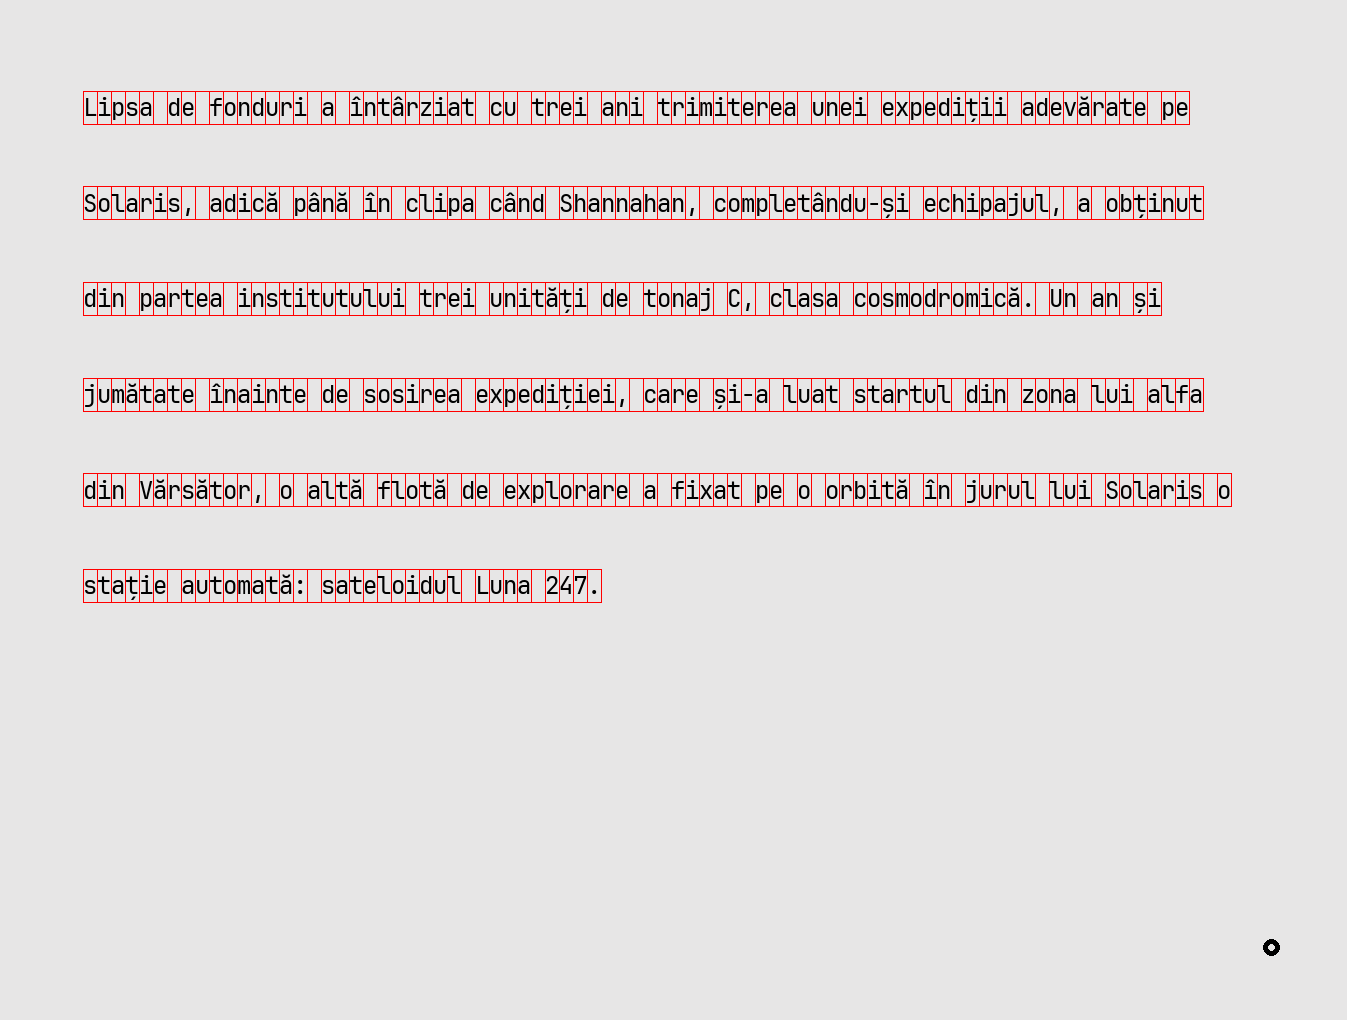 Lipsa de fonduri a întârziat cu trei ani trimiterea unei expediții adevărate pe
Solaris, adică până în clipa când Shannahan, completându-și echipajul, a obținut
din partea institutului trei unități de tonaj C, clasa cosmodromică. Un an și
jumătate înainte de sosirea expediției, care și-a luat startul din zona lui alfa
din Vărsător, o altă flotă de explorare a fixat pe o orbită în jurul lui Solaris o
stație automată: sateloidul Luna 247.